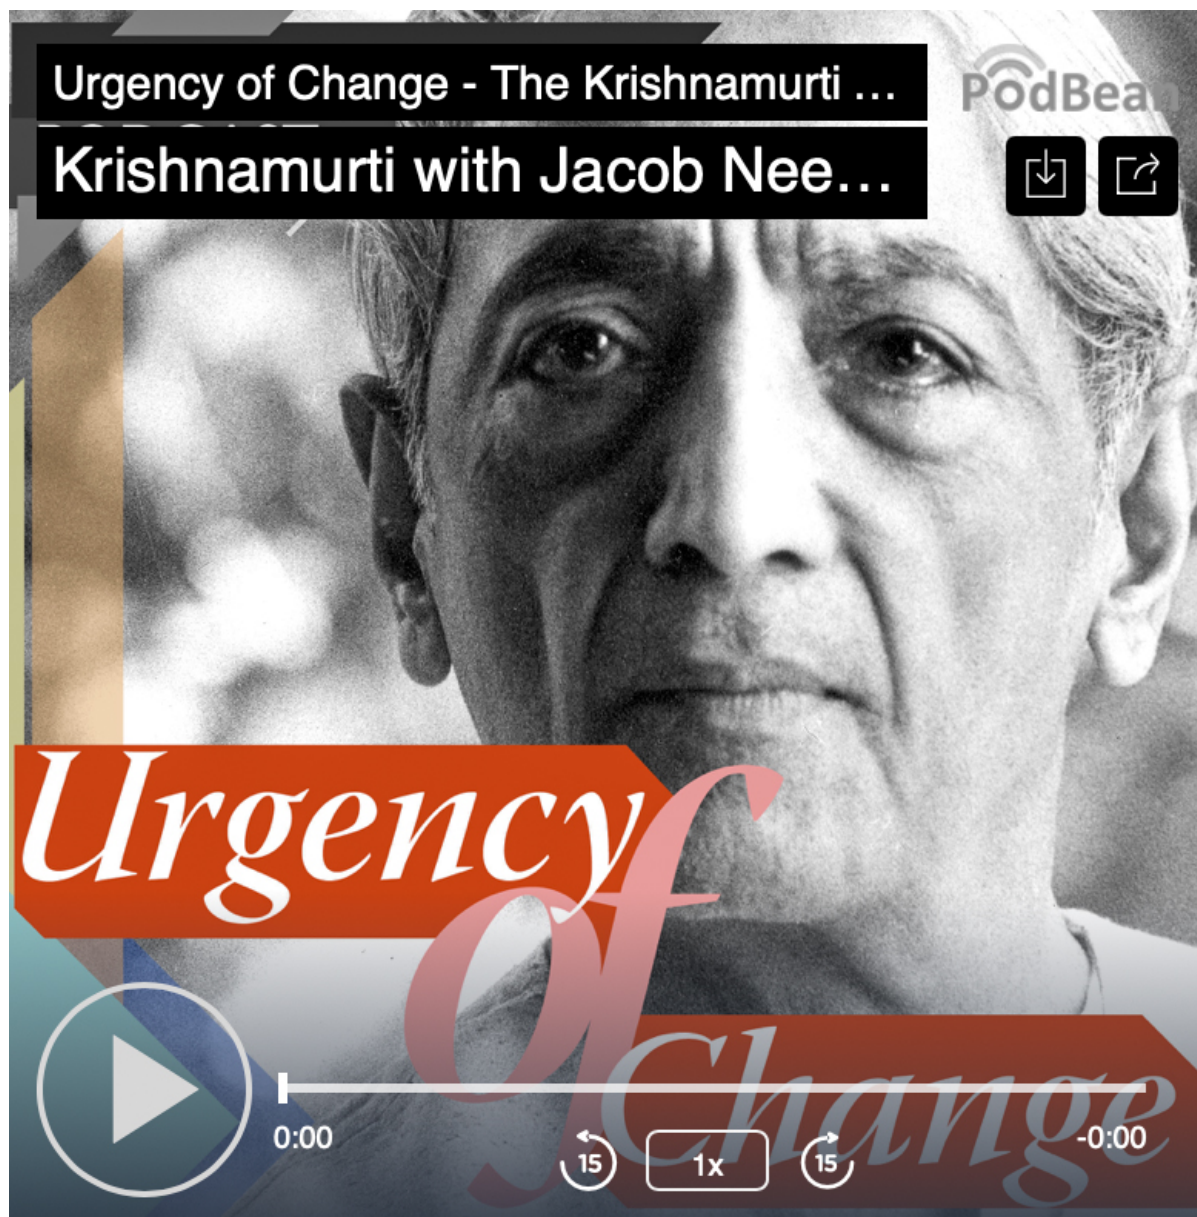 Urgency of Change - The Krishnamurti ...
PodBean
Krishnamurti with Jacob Nee...
Urgency
of
Change
0:00
-0:00
15
1x
15